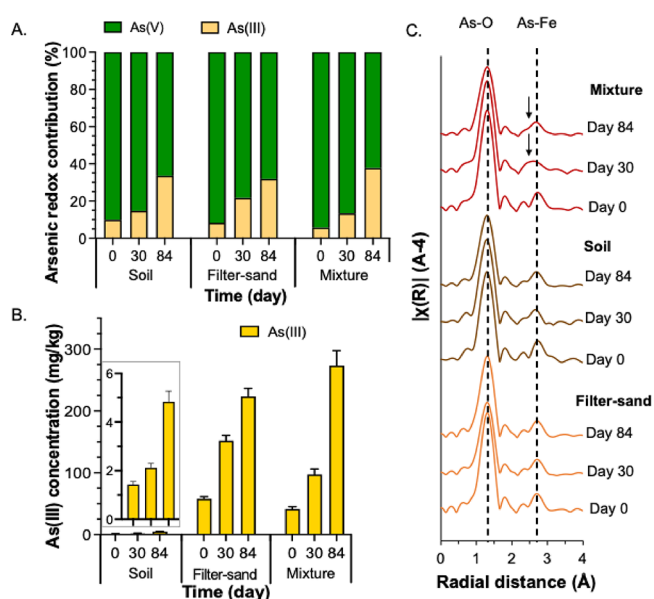 A.
As(V) As(III)
Arsenic redox contribution (%)
100
80
60
40
20
0
0 30 84 0 30 84 0 30 84
Soil Filter-sand Mixture
Time (day)
B.
As(III)
As(III) concentration (mg/kg)
300
200
100
0
6
4
2
0
0 30 84 0 30 84 0 30 84
Soil Filter-sand Mixture
Time (day)
C.
As-O As-Fe
|χ(R)| (A-4)
Mixture
Day 84
Day 30
Day 0
Soil
Day 84
Day 30
Day 0
Filter-sand
Day 84
Day 30
Day 0
0 1 2 3 4
Radial distance (Å)